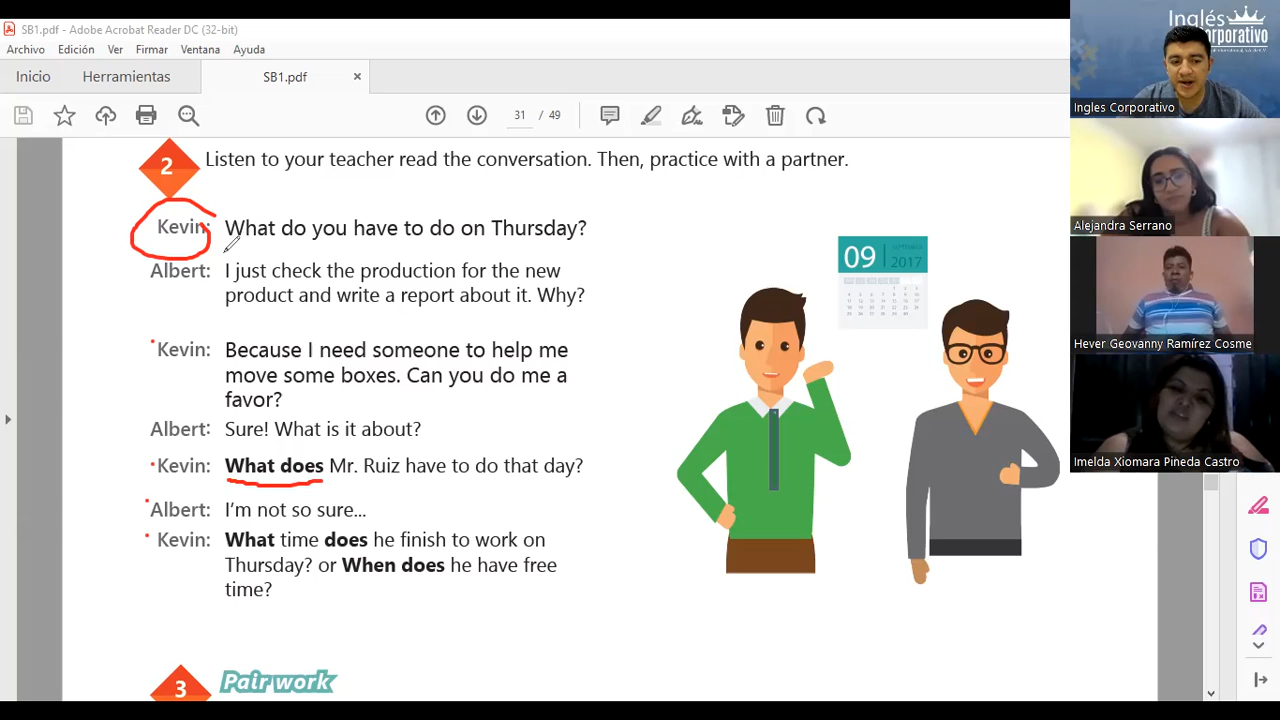 SB1.pdf - Adobe Acrobat Reader DC (32-bit)
Archivo Edición Ver Firmar Ventana Ayuda
Inicio Herramientas SB1.pdf ×
31 / 49
2 Listen to your teacher read the conversation. Then, practice with a partner.
Kevin: What do you have to do on Thursday?
Albert: I just check the production for the new
product and write a report about it. Why?
Kevin: Because I need someone to help me
move some boxes. Can you do me a
favor?
Albert: Sure! What is it about?
Kevin: What does Mr. Ruiz have to do that day?
Albert: I'm not so sure...
Kevin: What time does he finish to work on
Thursday? or When does he have free
time?
09
2017
3 Pair work
Inglés
Corporativo
Ingles Corporativo
Alejandra Serrano
Hever Geovanny Ramírez Cosme
Imelda Xiomara Pineda Castro